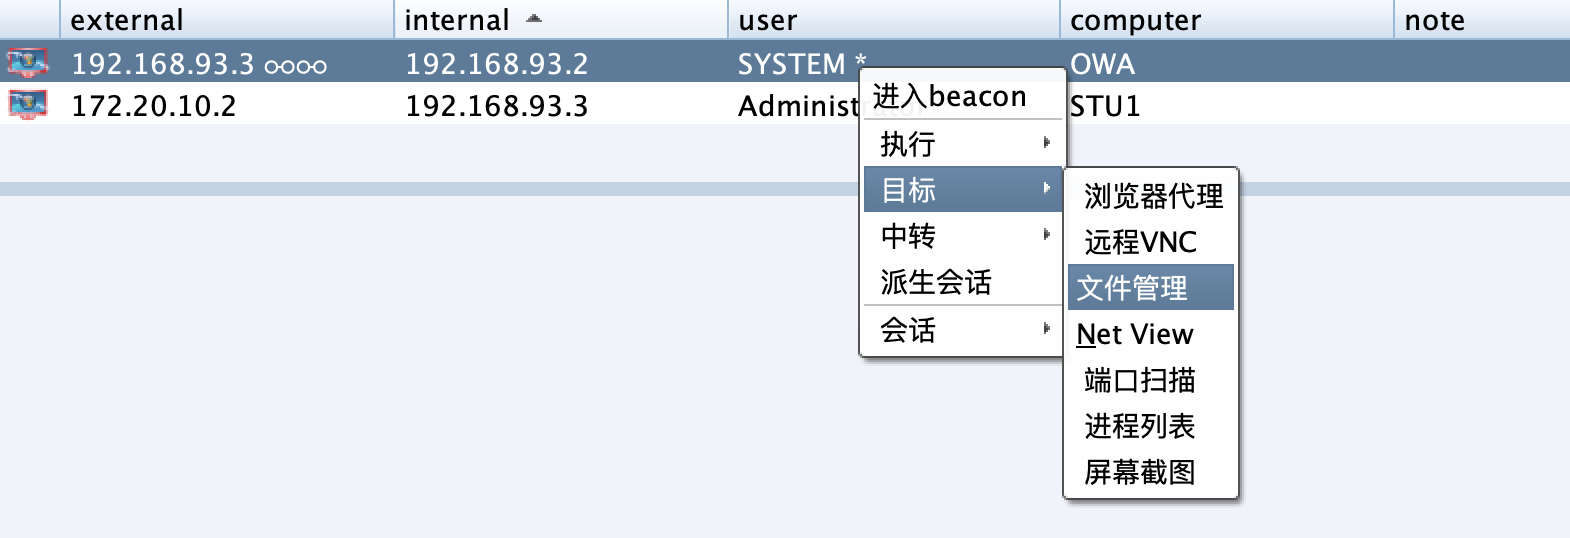 external internal user computer note
192.168.93.3 192.168.93.2 SYSTEM * OWA
172.20.10.2 192.168.93.3 Administrator STU1
进入beacon
执行
目标
中转
派生会话
会话
浏览器代理
远程VNC
文件管理
Net View
端口扫描
进程列表
屏幕截图